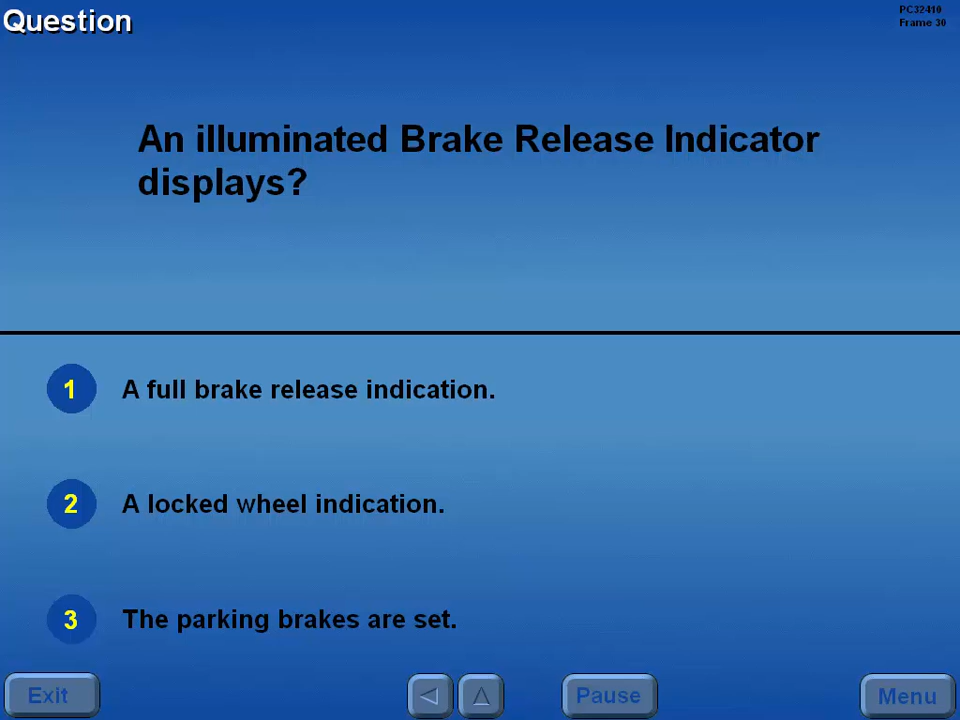 Question
PC32410
Frame 30
An illuminated Brake Release Indicator
displays?
1 A full brake release indication.
2 A locked wheel indication.
3 The parking brakes are set.
Exit
Pause
Menu